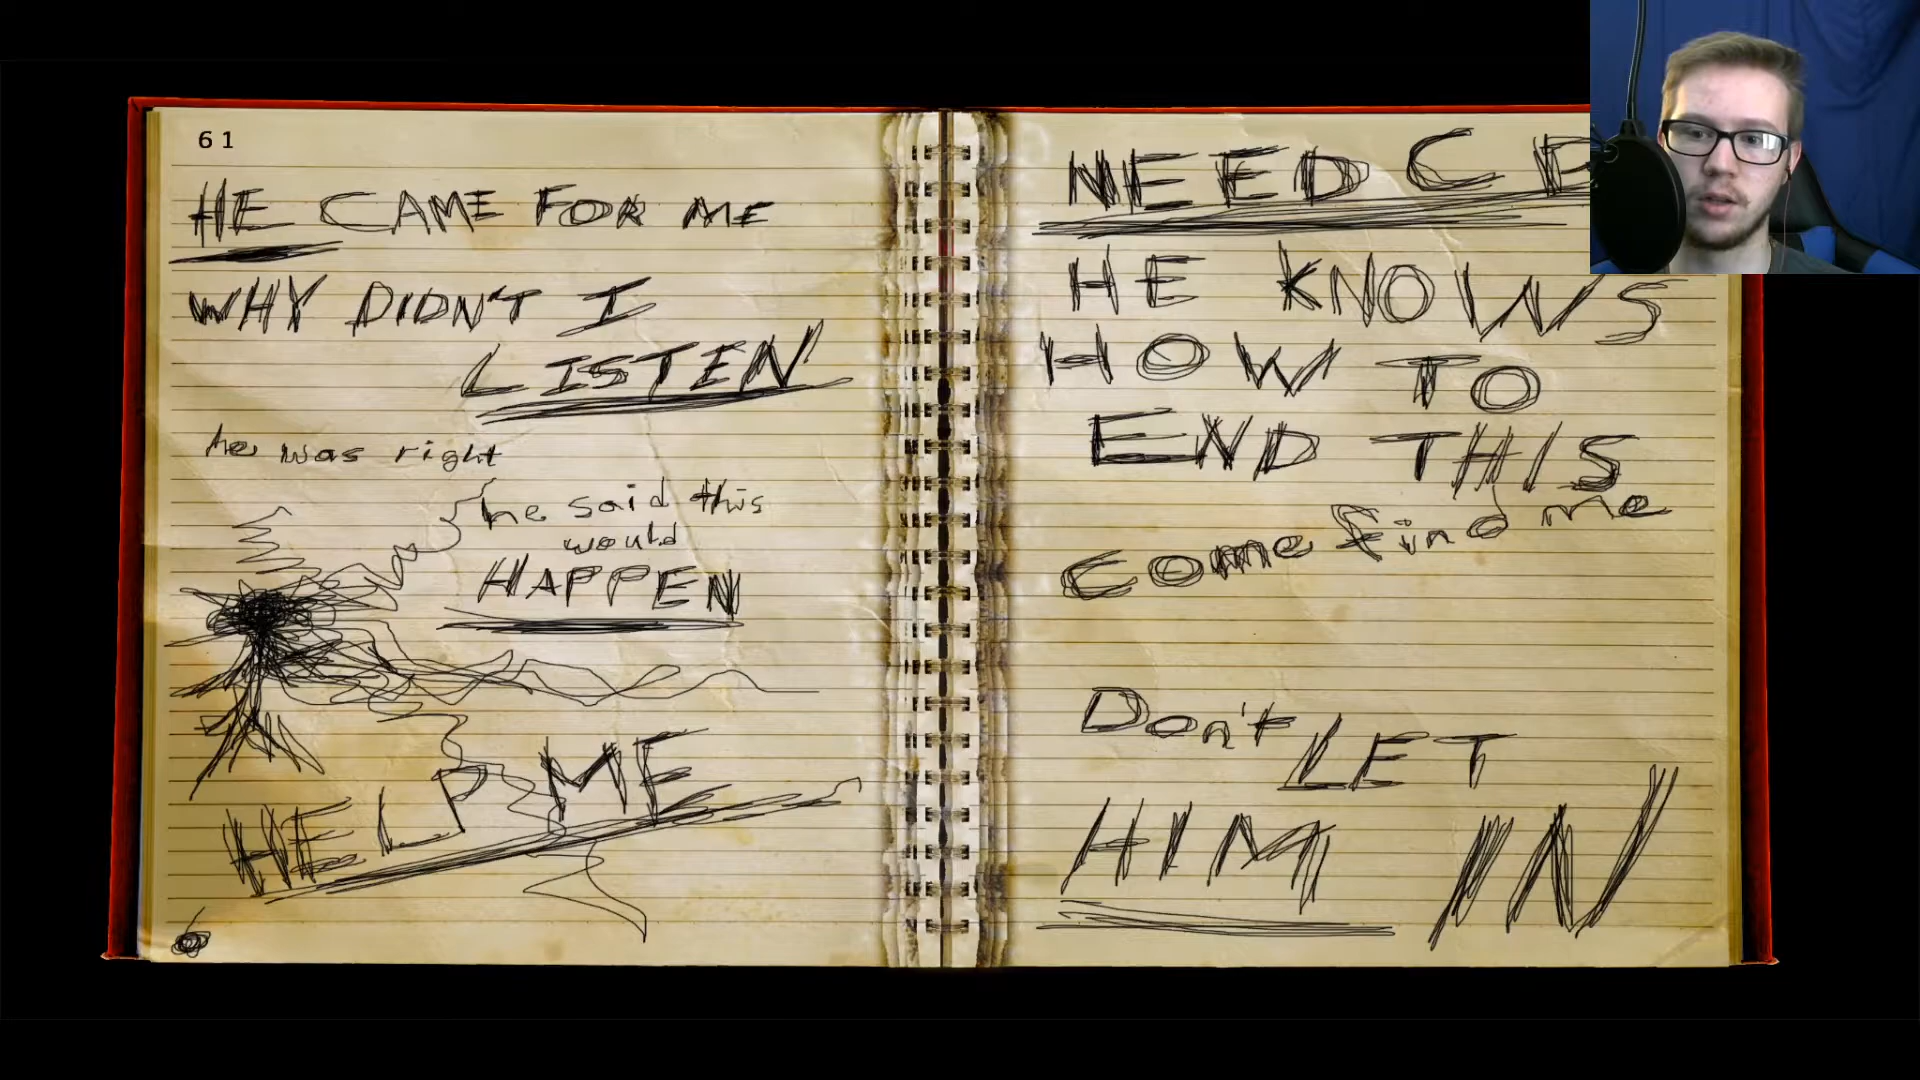 61
HE CAME FOR ME
WHY DIDN'T I
LISTEN
he was right
he said this
would
HAPPEN
HELP ME
NEED
HE KNOWS
HOW TO
END THIS
come find me
Don't LET
HIM IN